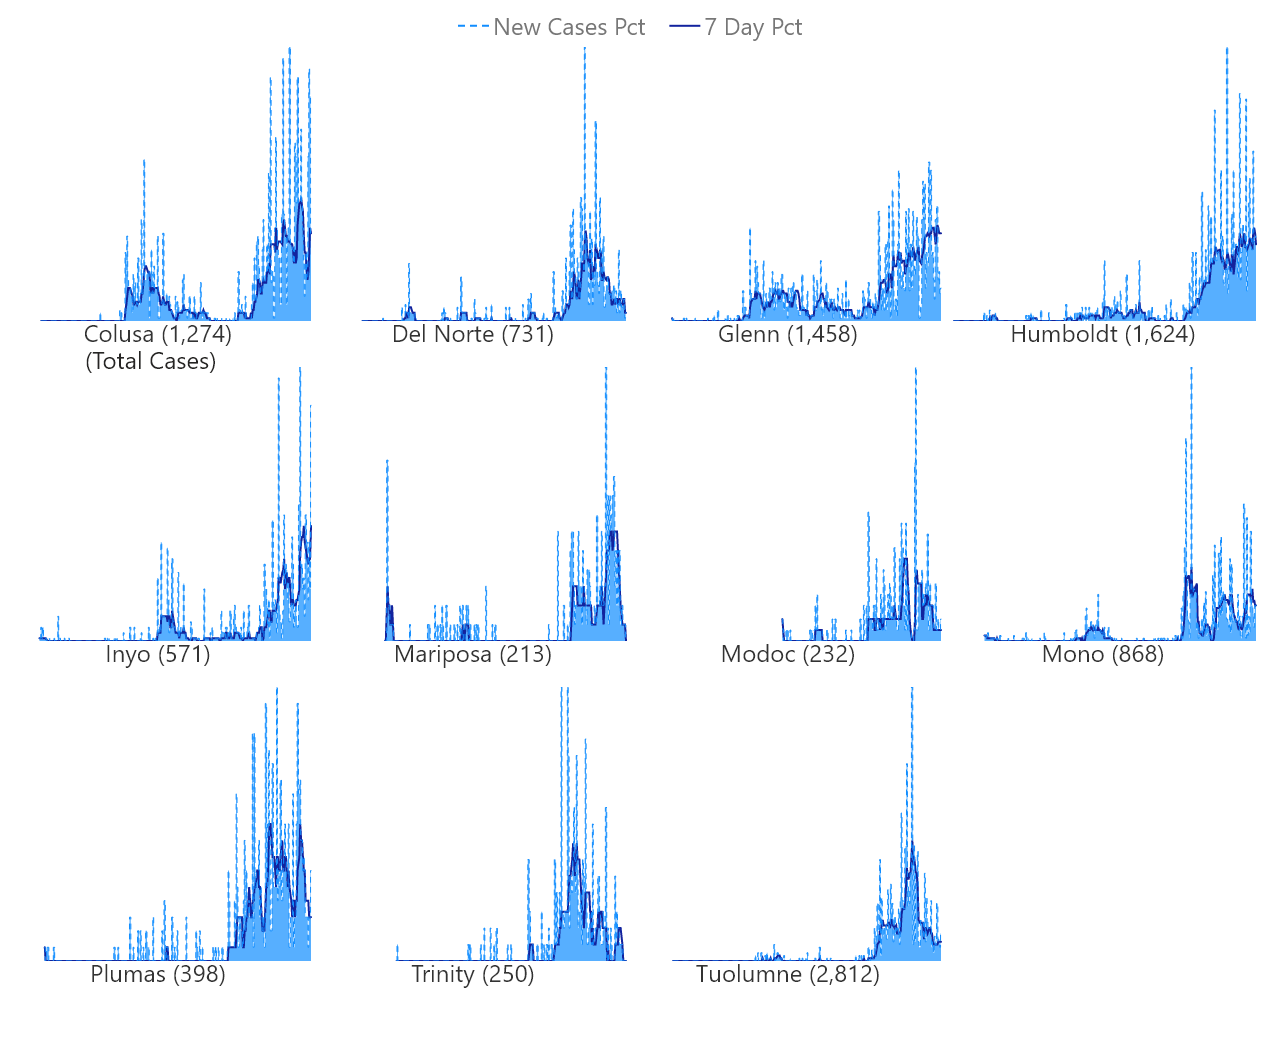 New Cases Pct 7 Day Pct
Colusa (1,274) Del Norte (731) Glenn (1,458) Humboldt (1,624)
(Total Cases)
Inyo (571) Mariposa (213) Modoc (232) Mono (868)
Plumas (398) Trinity (250) Tuolumne (2,812)